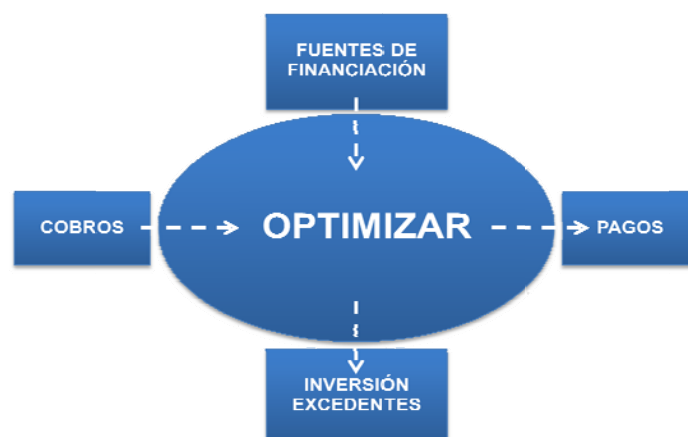 FUENTES DE
FINANCIACIÓN
COBROS
OPTIMIZAR
PAGOS
INVERSIÓN
EXCEDENTES